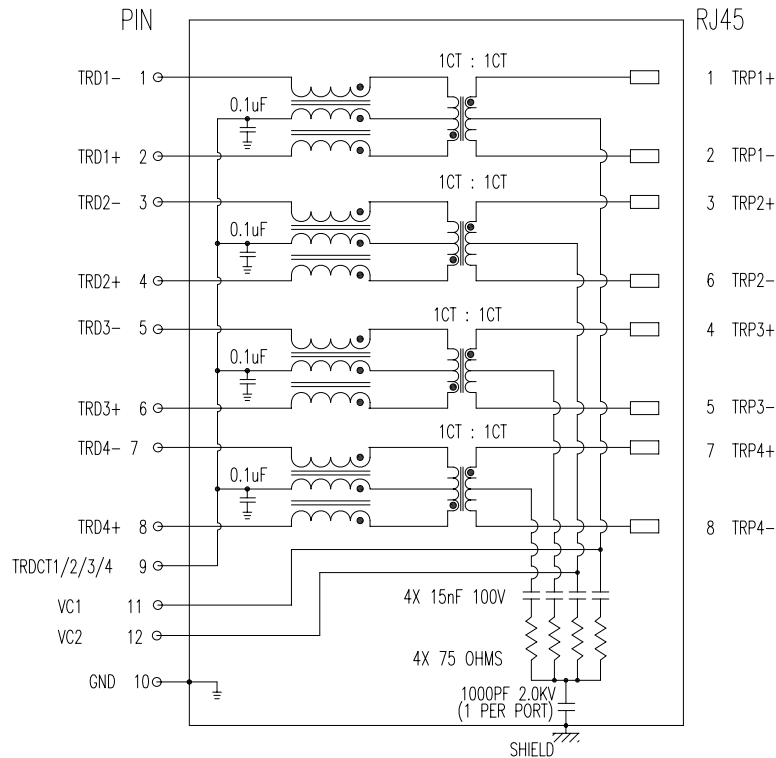 PIN RJ45
1CT : 1CT
TRD1- 1 1 TRP1+
0.1uF
TRD1+ 2 2 TRP1-
1CT : 1CT
TRD2- 3 3 TRP2+
0.1uF
TRD2+ 4 6 TRP2-
1CT : 1CT
TRD3- 5 4 TRP3+
0.1uF
TRD3+ 6 5 TRP3-
1CT : 1CT
TRD4- 7 7 TRP4+
0.1uF
TRD4+ 8 8 TRP4-
TRDCT1/2/3/4 9
VC1 11
4X 15nF 100V
VC2 12
4X 75 OHMS
GND 10
1000PF 2.0KV
(1 PER PORT)
SHIELD